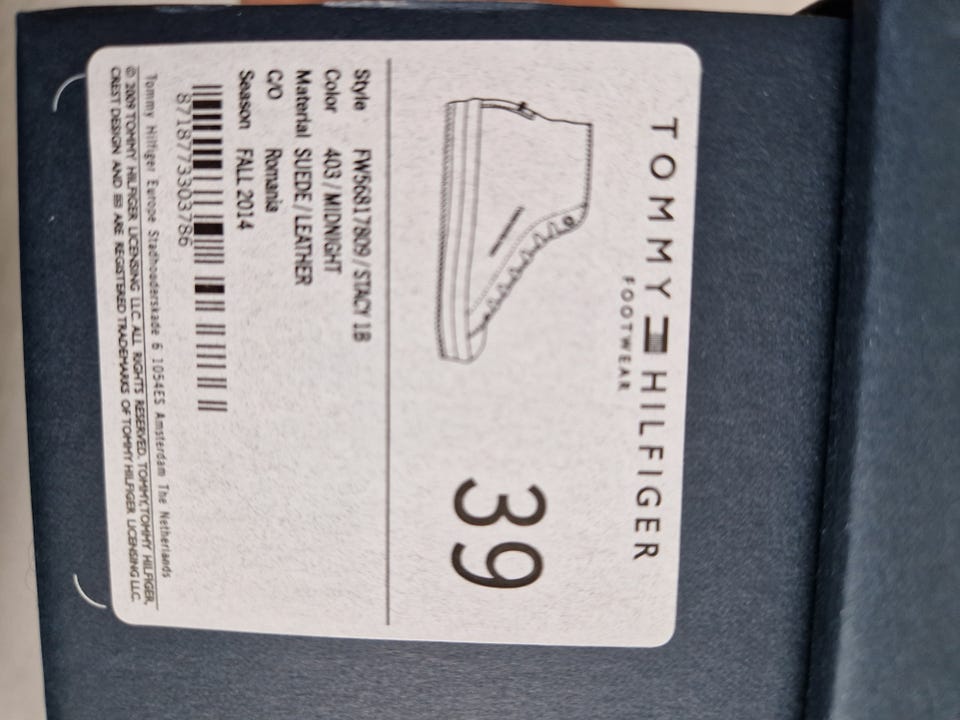 TOMMY HILFIGER
FOOTWEAR
39
Style FW56817809 / STACY 1B
Color 403 / MIDNIGHT
Material SUEDE / LEATHER
C/O Romania
Season FALL 2014
8718773303786
Tommy Hilfiger Europe Stadhouderskade 6 1054ES Amsterdam The Netherlands
© 2009 TOMMY HILFIGER LICENSING LLC. ALL RIGHTS RESERVED. TOMMY,TOMMY HILFIGER,
CREST DESIGN AND ARE REGISTERED TRADEMARKS OF TOMMY HILFIGER LICENSING LLC.